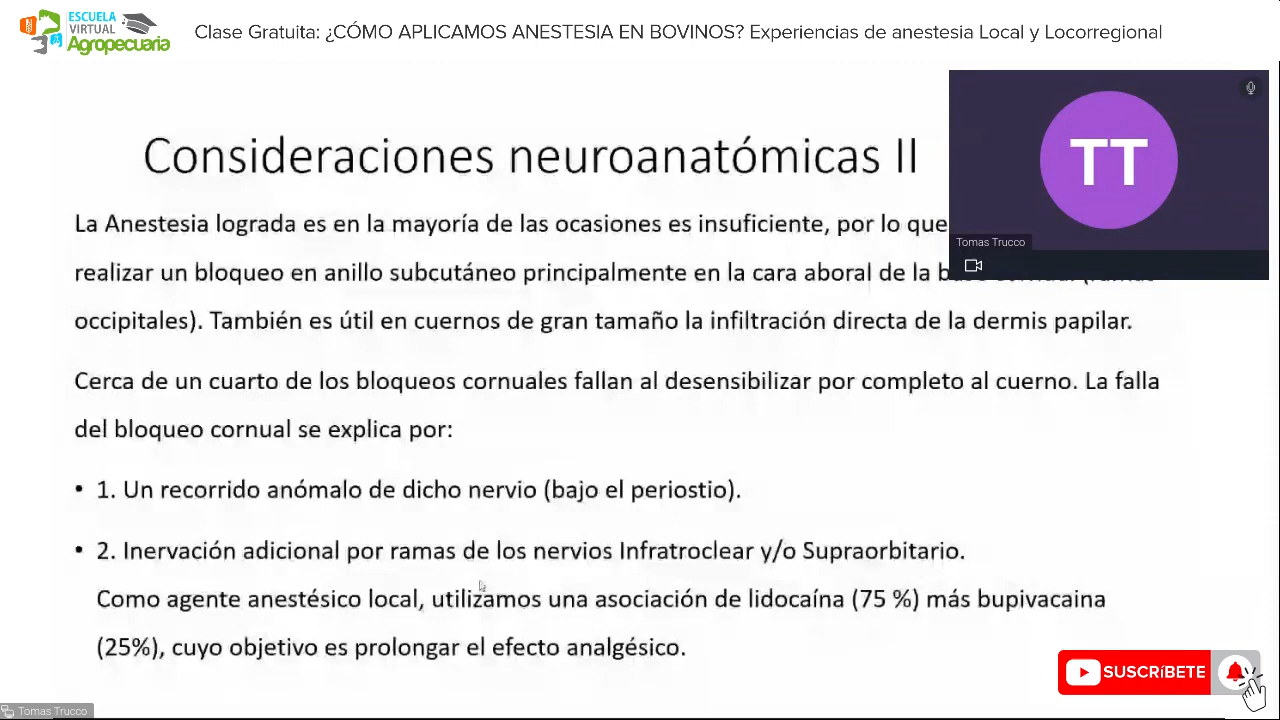 ESCUELA
VIRTUAL
Agropecuaria
Clase Gratuita: ¿CÓMO APLICAMOS ANESTESIA EN BOVINOS? Experiencias de anestesia Local y Locorregional
Consideraciones neuroanatómicas II
TT
Tomas Trucco
La Anestesia lograda es en la mayoría de las ocasiones es insuficiente, por lo que
realizar un bloqueo en anillo subcutáneo principalmente en la cara aboral de la
occipitales). También es útil en cuernos de gran tamaño la infiltración directa de la dermis papilar.
Cerca de un cuarto de los bloqueos cornuales fallan al desensibilizar por completo al cuerno. La falla
del bloqueo cornual se explica por:
• 1. Un recorrido anómalo de dicho nervio (bajo el periostio).
• 2. Inervación adicional por ramas de los nervios Infratroclear y/o Supraorbitario.
Como agente anestésico local, utilizamos una asociación de lidocaína (75 %) más bupivacaina
(25%), cuyo objetivo es prolongar el efecto analgésico.
SUSCRíBETE
Tomas Trucco